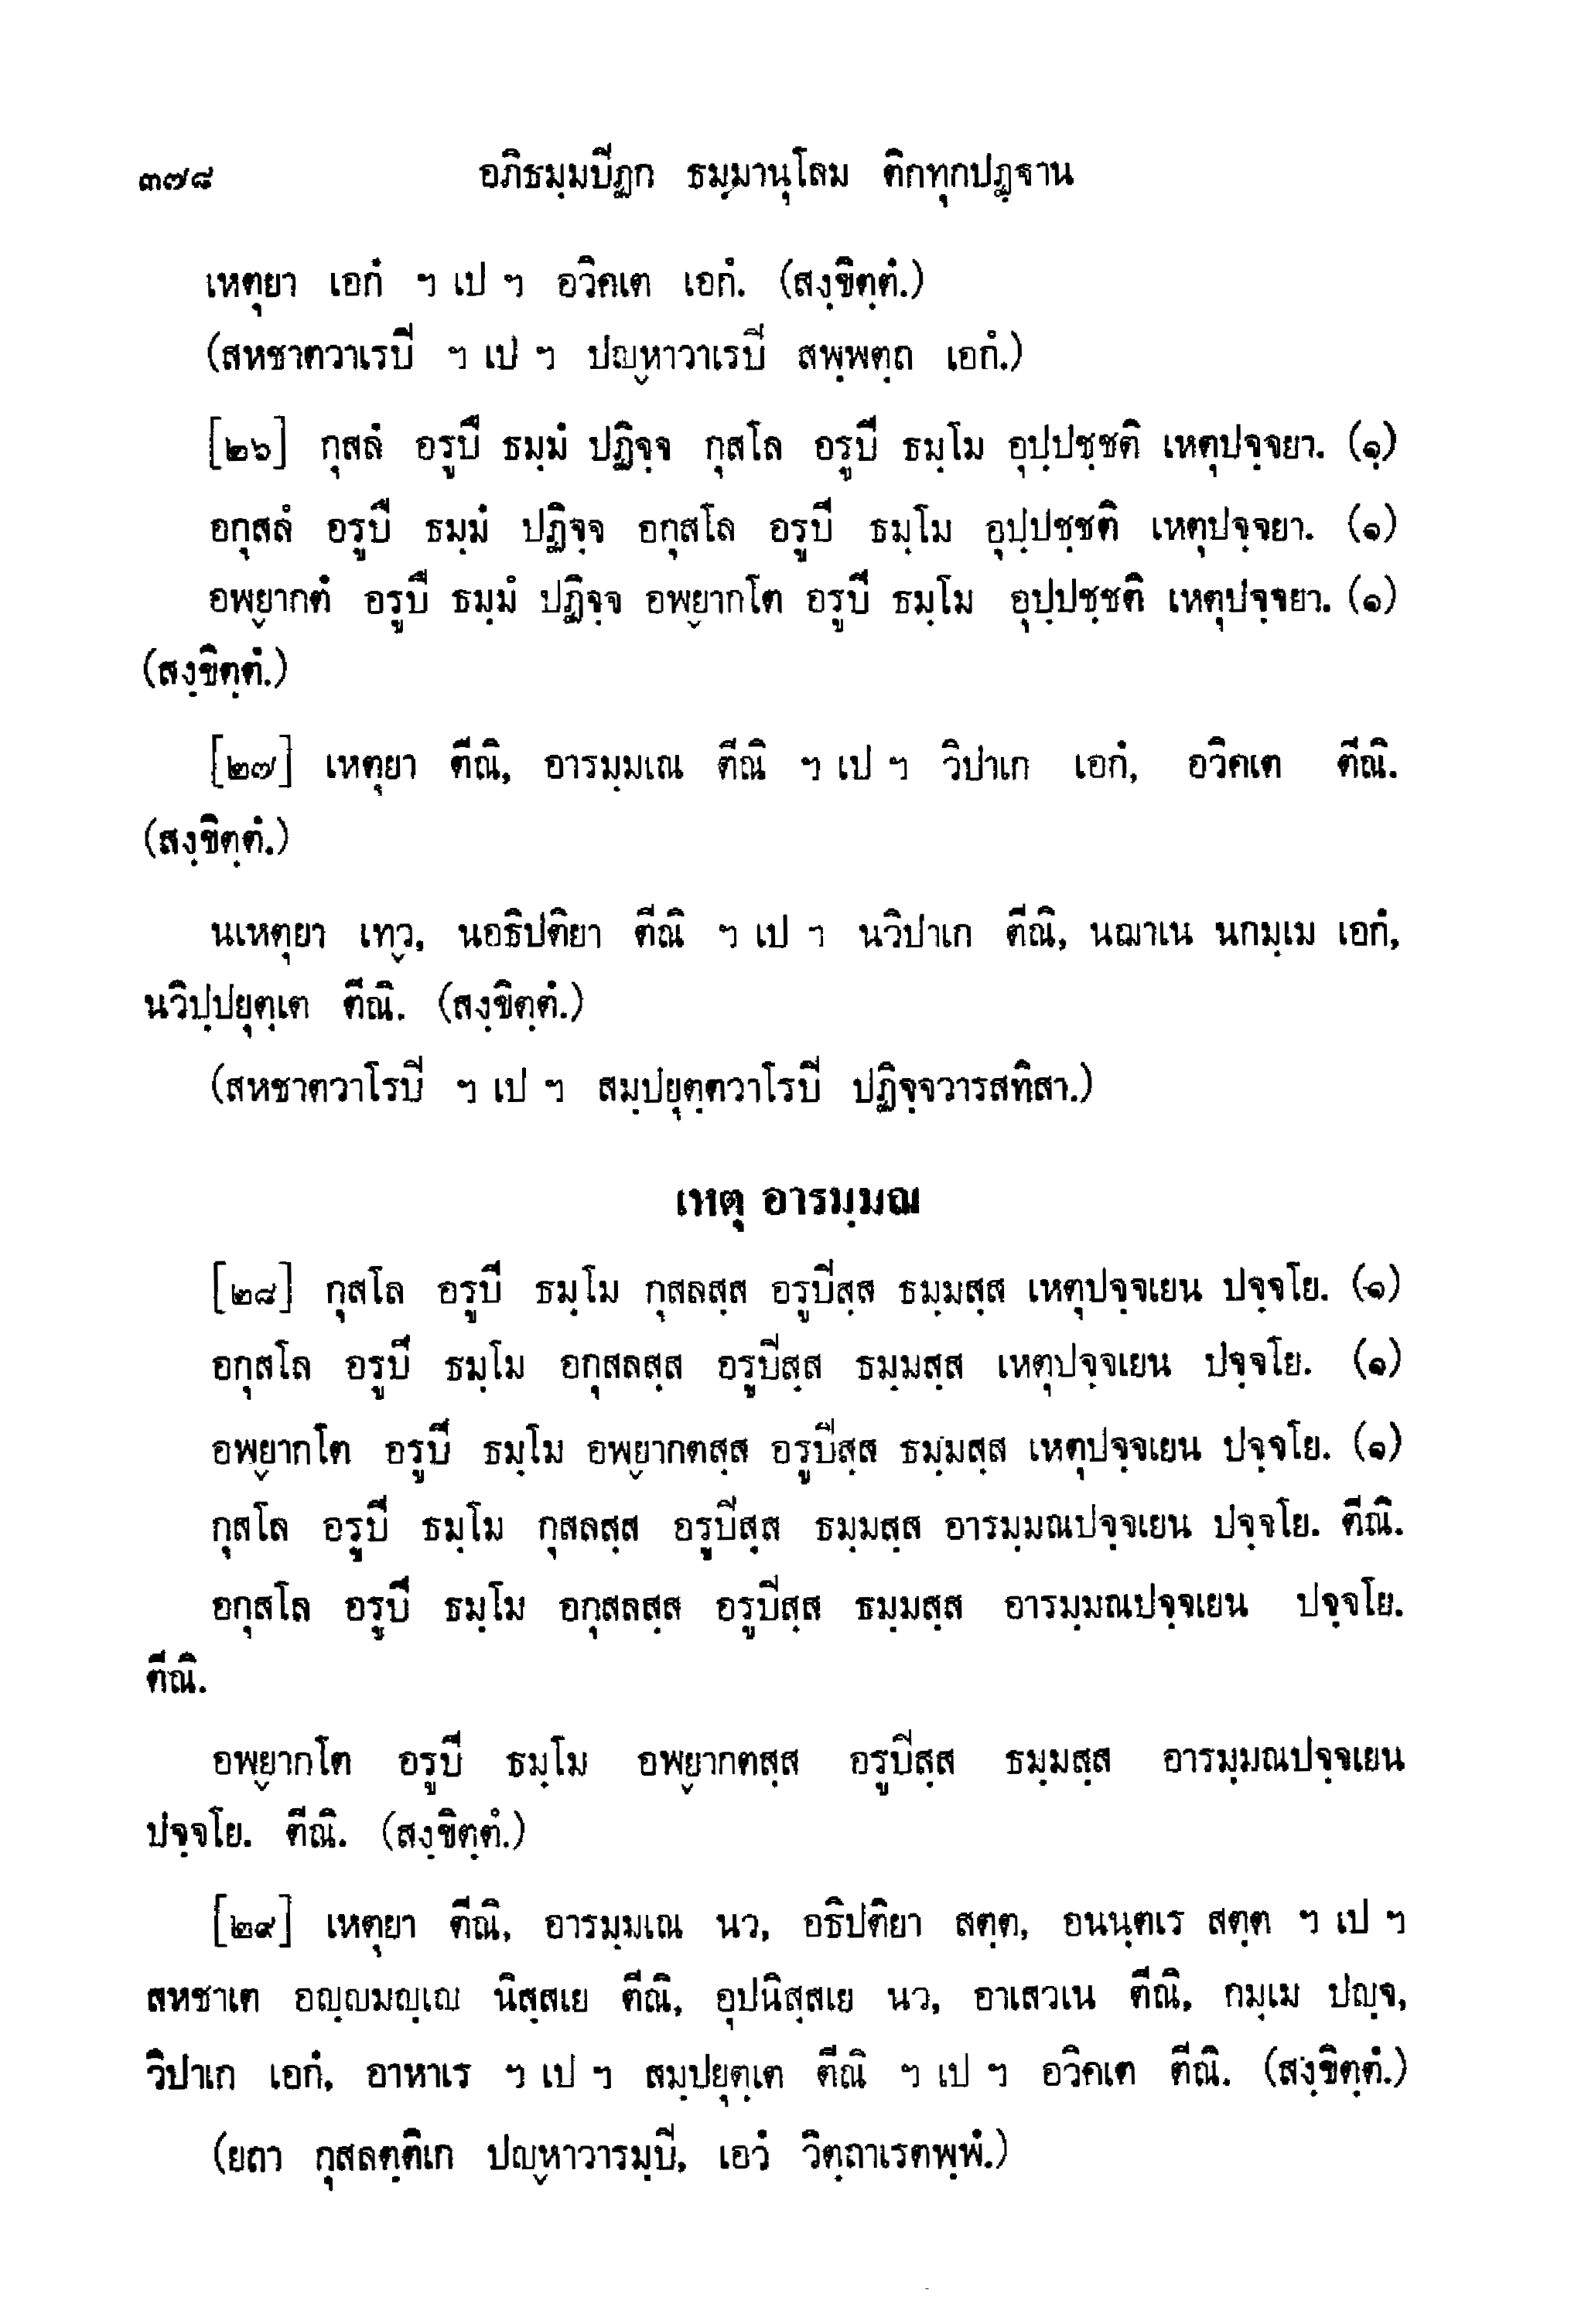 ๓๗๘ อภิธมฺมปีฏก ธมฺมานุโลม ติกทุกปฏฺฐาน
เหตุยา เอกํ ฯ เป ฯ อวิคเต เอกํ. (สงฺขิตฺตํ.)
(สหชาตวาเรปี ฯ เป ฯ ปญฺหาวาเรปี สพฺพตฺถ เอกํ.)
[๒๖] กุสลํ อรูปึ ธมฺมํ ปฏิจฺจ กุสโล อรูปี ธมฺโม อุปฺปชฺชติ เหตุปจฺจยา. (๑)
อกุสลํ อรูปึ ธมฺมํ ปฏิจฺจ อกุสโล อรูปี ธมฺโม อุปฺปชฺชติ เหตุปจฺจยา. (๑)
อพฺยากตํ อรูปึ ธมฺมํ ปฏิจฺจ อพฺยากโต อรูปี ธมฺโม อุปฺปชฺชติ เหตุปจฺจยา. (๑)
(สงฺขิตฺตํ.)
[๒๗] เหตุยา ตีณิ, อารมฺมเณ ตีณิ ฯ เป ฯ วิปาเก เอกํ, อวิคเต ตีณิ.
(สงฺขิตฺตํ.)
นเหตุยา เทฺว, นอธิปติยา ตีณิ ฯ เป ฯ นวิปาเก ตีณิ, นฌาเน นกมฺเม เอกํ,
นวิปฺปยุตฺเต ตีณิ. (สงฺขิตฺตํ.)
(สหชาตวาโรปี ฯ เป ฯ สมฺปยุตฺตวาโรปี ปฏิจฺจวารสทิสา.)
เหตุ อารมฺมณ
[๒๘] กุสโล อรูปี ธมฺโม กุสลสฺส อรูปีสฺส ธมฺมสฺส เหตุปจฺจเยน ปจฺจโย. (๑)
อกุสโล อรูปี ธมฺโม อกุสลสฺส อรูปีสฺส ธมฺมสฺส เหตุปจฺจเยน ปจฺจโย. (๑)
อพฺยากโต อรูปี ธมฺโม อพฺยากตสฺส อรูปีสฺส ธมฺมสฺส เหตุปจฺจเยน ปจฺจโย. (๑)
กุสโล อรูปี ธมฺโม กุสลสฺส อรูปีสฺส ธมฺมสฺส อารมฺมณปจฺจเยน ปจฺจโย. ตีณิ.
อกุสโล อรูปี ธมฺโม อกุสลสฺส อรูปีสฺส ธมฺมสฺส อารมฺมณปจฺจเยน ปจฺจโย.
ตีณิ.
อพฺยากโต อรูปี ธมฺโม อพฺยากตสฺส อรูปีสฺส ธมฺมสฺส อารมฺมณปจฺจเยน
ปจฺจโย. ตีณิ. (สงฺขิตฺตํ.)
[๒๙] เหตุยา ตีณิ, อารมฺมเณ นว, อธิปติยา สตฺต, อนนฺตเร สตฺต ฯ เป ฯ
สหชาเต อญฺญมญฺเญ นิสฺสเย ตีณิ, อุปนิสฺสเย นว, อาเสวเน ตีณิ, กมฺเม ปญฺจ,
วิปาเก เอกํ, อาหาเร ฯ เป ฯ สมฺปยุตฺเต ตีณิ ฯ เป ฯ อวิคเต ตีณิ. (สงฺขิตฺตํ.)
(ยถา กุสลตฺติเก ปญฺหาวารมฺปี, เอวํ วิตฺถาเรตพฺพํ.)